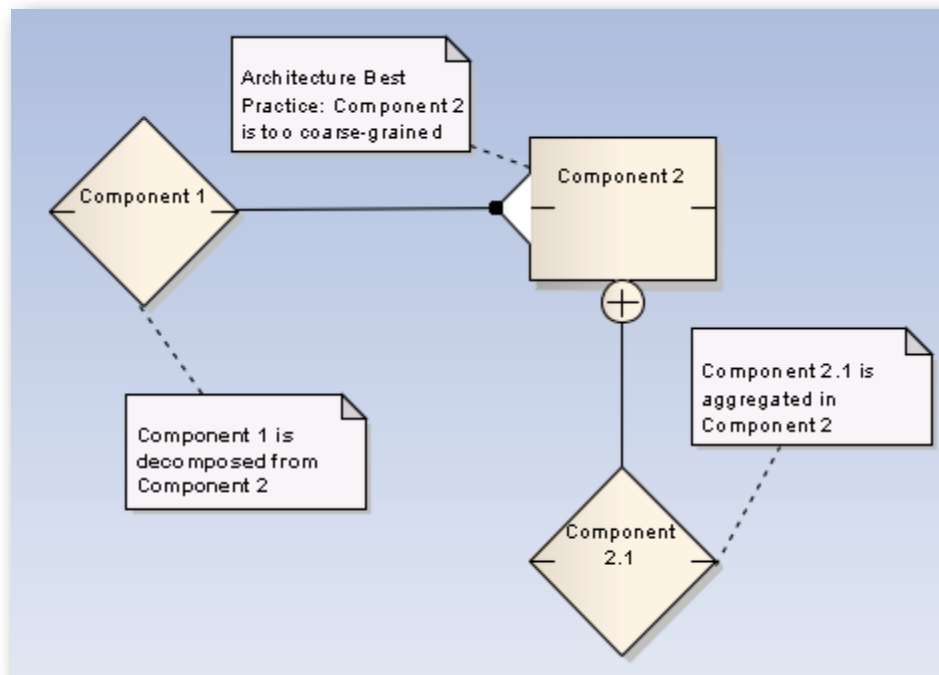 Architecture Best
Practice: Component 2
is too coarse-grained
Component 1
Component 2
Component 2.1 is
aggregated in
Component 2
Component 1 is
decomposed from
Component 2
Component
2.1